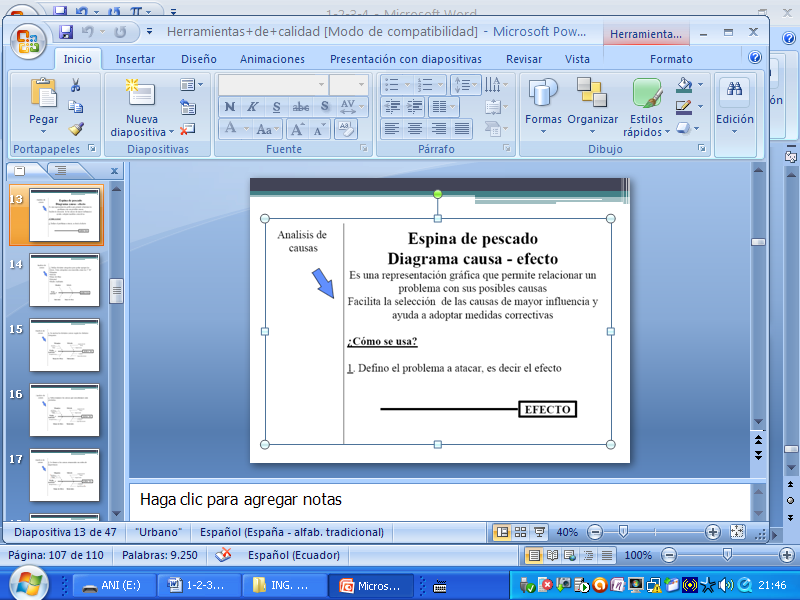 1-2-3-4 - Microsoft Word
Herramientas+de+calidad [Modo de compatibilidad] - Microsoft Pow...
Herramienta...
Inicio
Insertar
Diseño
Animaciones
Presentación con diapositivas
Revisar
Vista
Formato
Pegar
Nueva
diapositiva
Formas
Organizar
Estilos
rápidos
Edición
Portapapeles
Diapositivas
Fuente
Párrafo
Dibujo
13
14
15
16
17
Analisis de
causas
Espina de pescado
Diagrama causa - efecto
Es una representación gráfica que permite relacionar un
problema con sus posibles causas
Facilita la selección de las causas de mayor influencia y
ayuda a adoptar medidas correctivas
¿Cómo se usa?
1. Defino el problema a atacar, es decir el efecto
EFECTO
Haga clic para agregar notas
Diapositiva 13 de 47
"Urbano"
Español (España - alfab. tradicional)
40%
Página: 107 de 110
Palabras: 9.250
Español (Ecuador)
100%
ANI (E:)
1-2-3...
ING. ...
Micros...
21:46